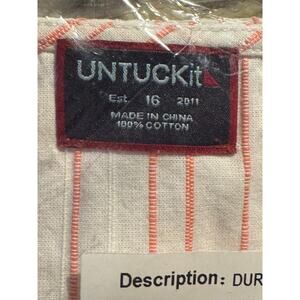 UNTUCKit
Est 16 2011
MADE IN CHINA
100% COTTON
Description: DUR